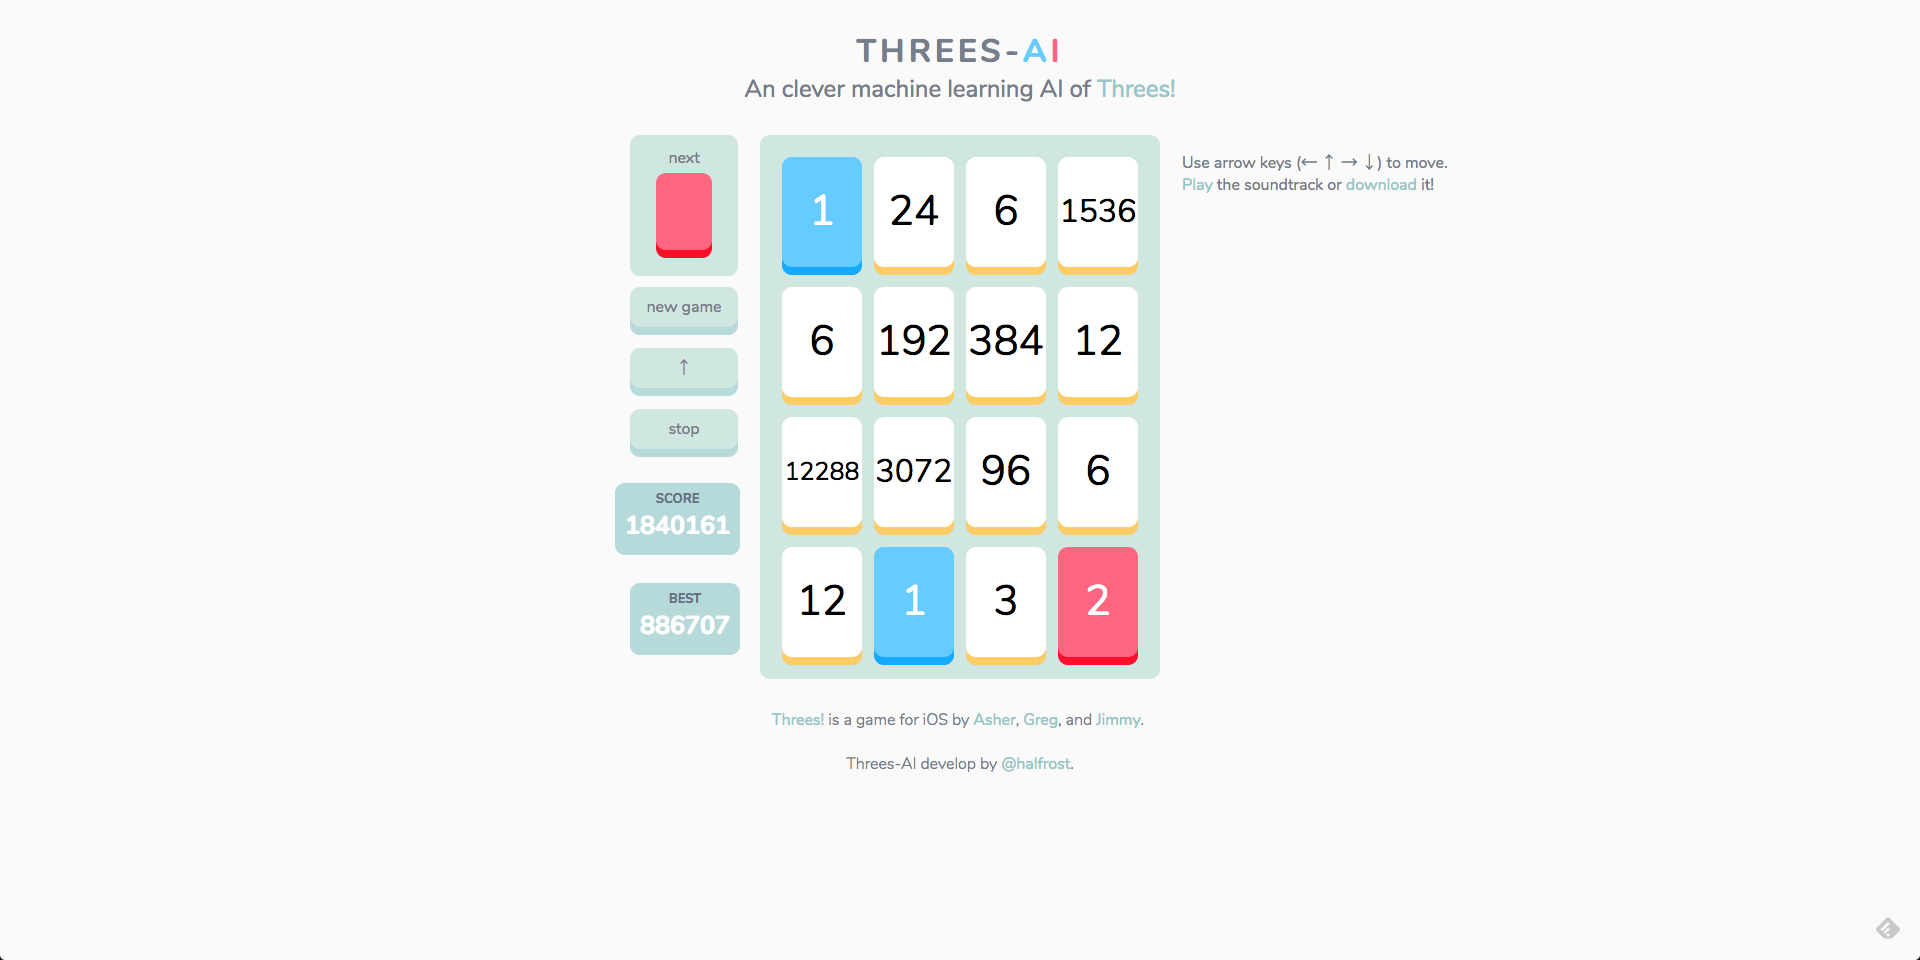 THREES-AI
An clever machine learning AI of Threes!
next
new game
↑
stop
SCORE
1840161
BEST
886707
1 24 6 1536
6 192 384 12
12288 3072 96 6
12 1 3 2
Use arrow keys (← ↑ → ↓) to move.
Play the soundtrack or download it!
Threes! is a game for iOS by Asher, Greg, and Jimmy.
Threes-AI develop by @halfrost.